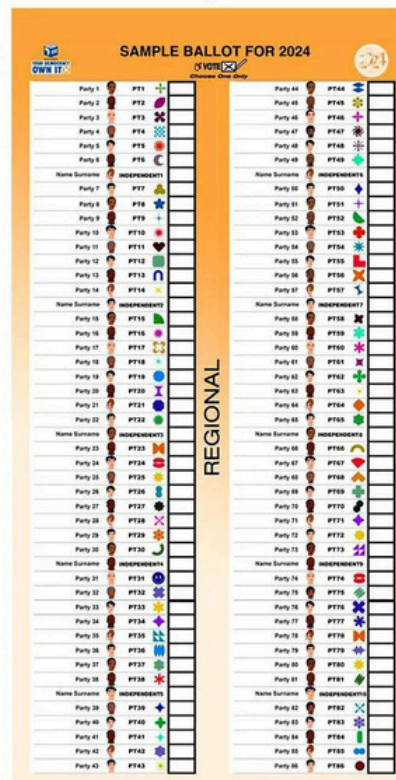 YOUR DEMOCRACY
OWN IT
SAMPLE BALLOT FOR 2024
VOTE
Choose One Only
2024
Party 1 PT1
Party 2 PT2
Party 3 PT3
Party 4 PT4
Party 5 PT5
Party 6 PT6
Name Surname INDEPENDENT1
Party 7 PT7
Party 8 PT8
Party 9 PT9
Party 10 PT10
Party 11 PT11
Party 12 PT12
Party 13 PT13
Party 14 PT14
Name Surname INDEPENDENT2
Party 15 PT15
Party 16 PT16
Party 17 PT17
Party 18 PT18
Party 19 PT19
Party 20 PT20
Party 21 PT21
Party 22 PT22
Name Surname INDEPENDENT3
Party 23 PT23
Party 24 PT24
Party 25 PT25
Party 26 PT26
Party 27 PT27
Party 28 PT28
Party 29 PT29
Party 30 PT30
Name Surname INDEPENDENT4
Party 31 PT31
Party 32 PT32
Party 33 PT33
Party 34 PT34
Party 35 PT35
Party 36 PT36
Party 37 PT37
Party 38 PT38
Name Surname INDEPENDENT5
Party 39 PT39
Party 40 PT40
Party 41 PT41
Party 42 PT42
Party 43 PT43
REGIONAL
Party 44 PT44
Party 45 PT45
Party 46 PT46
Party 47 PT47
Party 48 PT48
Party 49 PT49
Name Surname INDEPENDENT6
Party 50 PT50
Party 51 PT51
Party 52 PT52
Party 53 PT53
Party 54 PT54
Party 55 PT55
Party 56 PT56
Party 57 PT57
Name Surname INDEPENDENT7
Party 58 PT58
Party 59 PT59
Party 60 PT60
Party 61 PT61
Party 62 PT62
Party 63 PT63
Party 64 PT64
Party 65 PT65
Name Surname INDEPENDENT8
Party 66 PT66
Party 67 PT67
Party 68 PT68
Party 69 PT69
Party 70 PT70
Party 71 PT71
Party 72 PT72
Party 73 PT73
Name Surname INDEPENDENT9
Party 74 PT74
Party 75 PT75
Party 76 PT76
Party 77 PT77
Party 78 PT78
Party 79 PT79
Party 80 PT80
Party 81 PT81
Name Surname INDEPENDENT10
Party 82 PT82
Party 83 PT83
Party 84 PT84
Party 85 PT85
Party 86 PT86